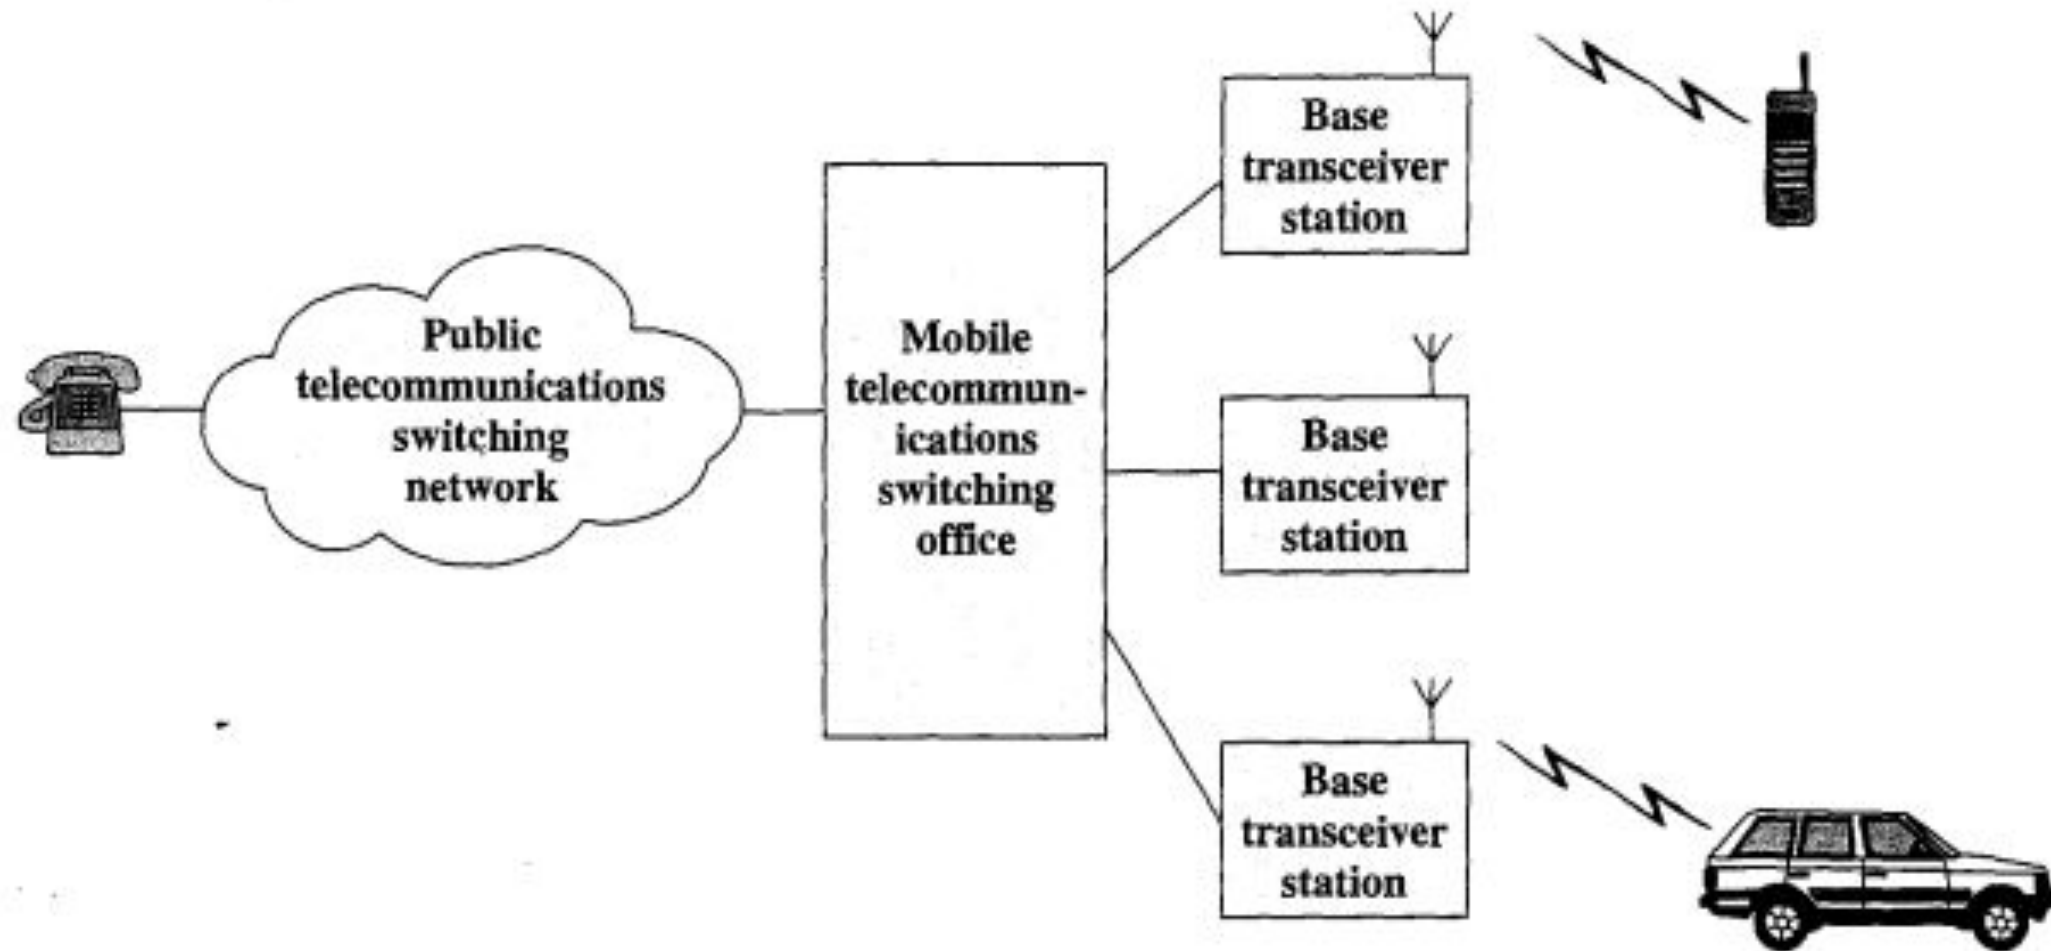 Public
telecommunications
switching
network
Mobile
telecommun-
ications
switching
office
Base
transceiver
station
Base
transceiver
station
Base
transceiver
station